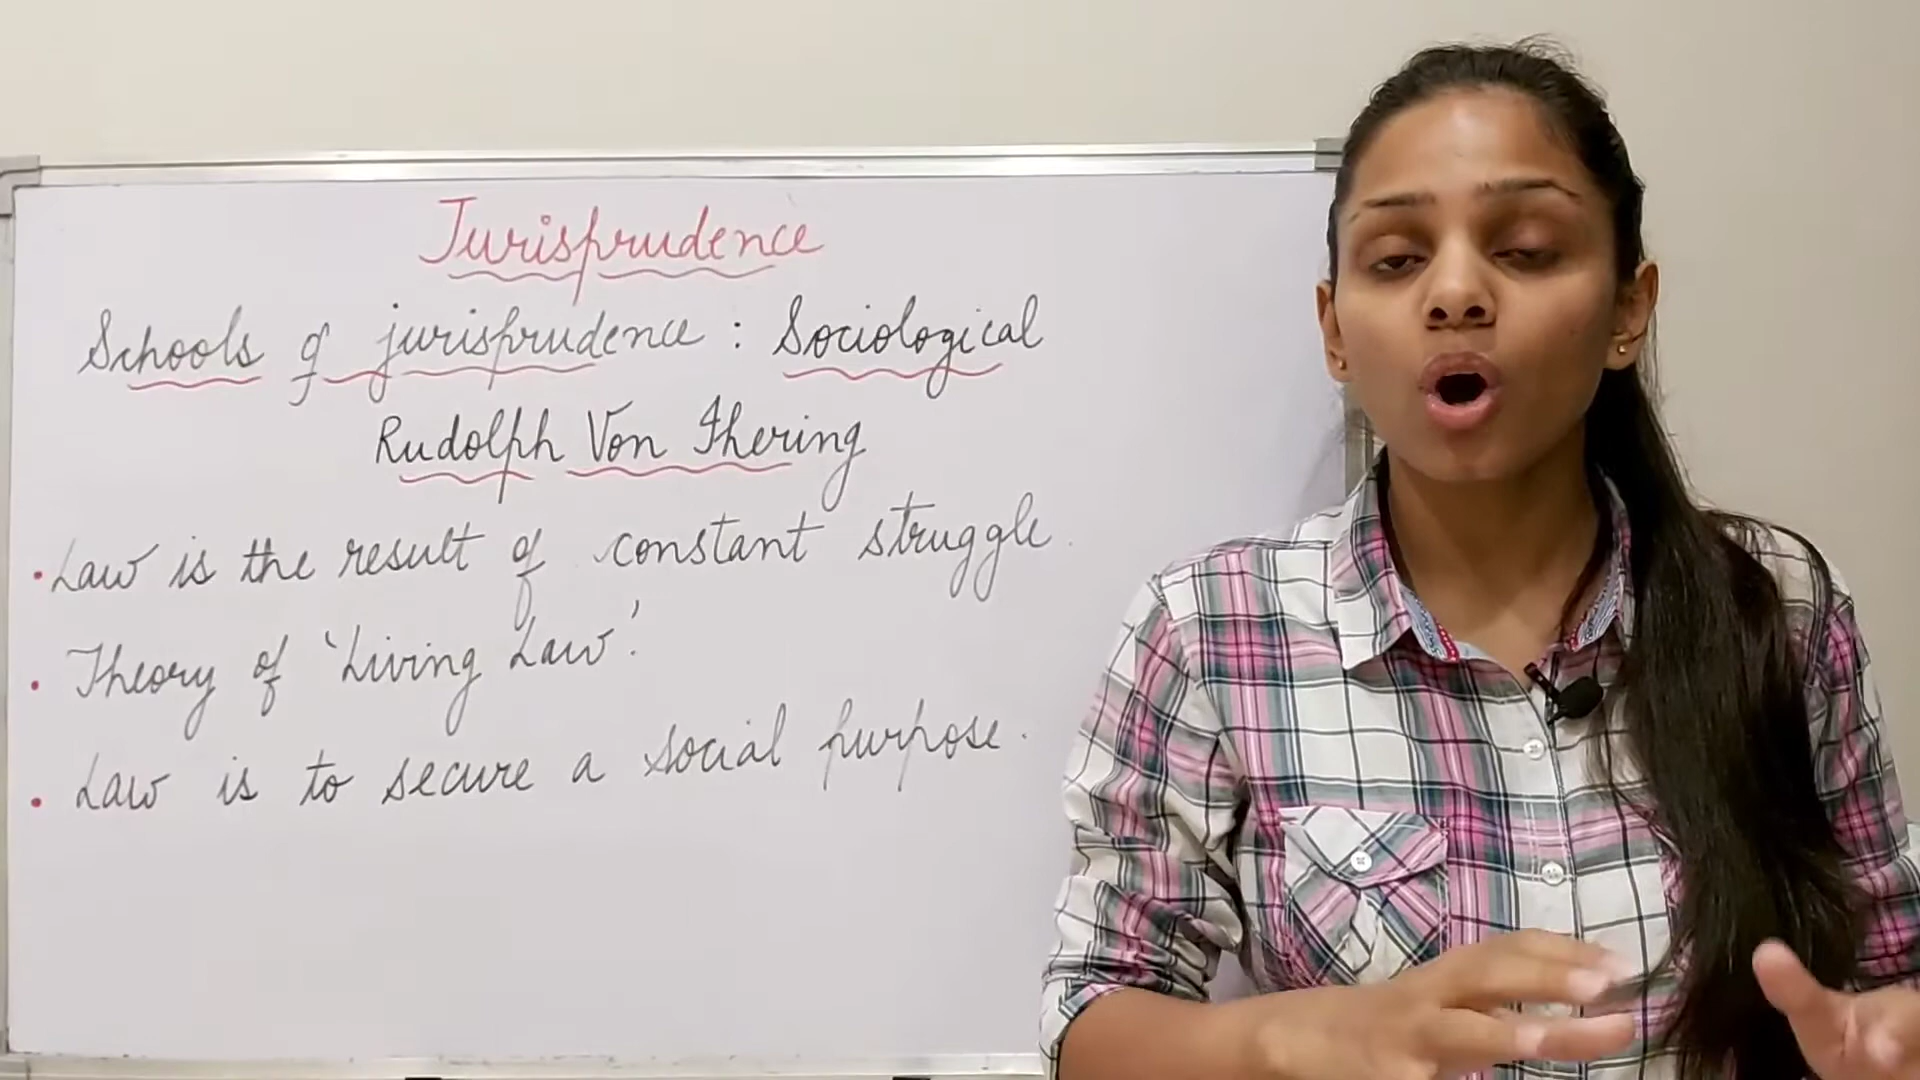 Jurisprudence
Schools of jurisprudence : Sociological
Rudolph Von Ihering
• Law is the result of constant struggle.
• Theory of 'Living Law'.
• Law is to secure a social purpose.